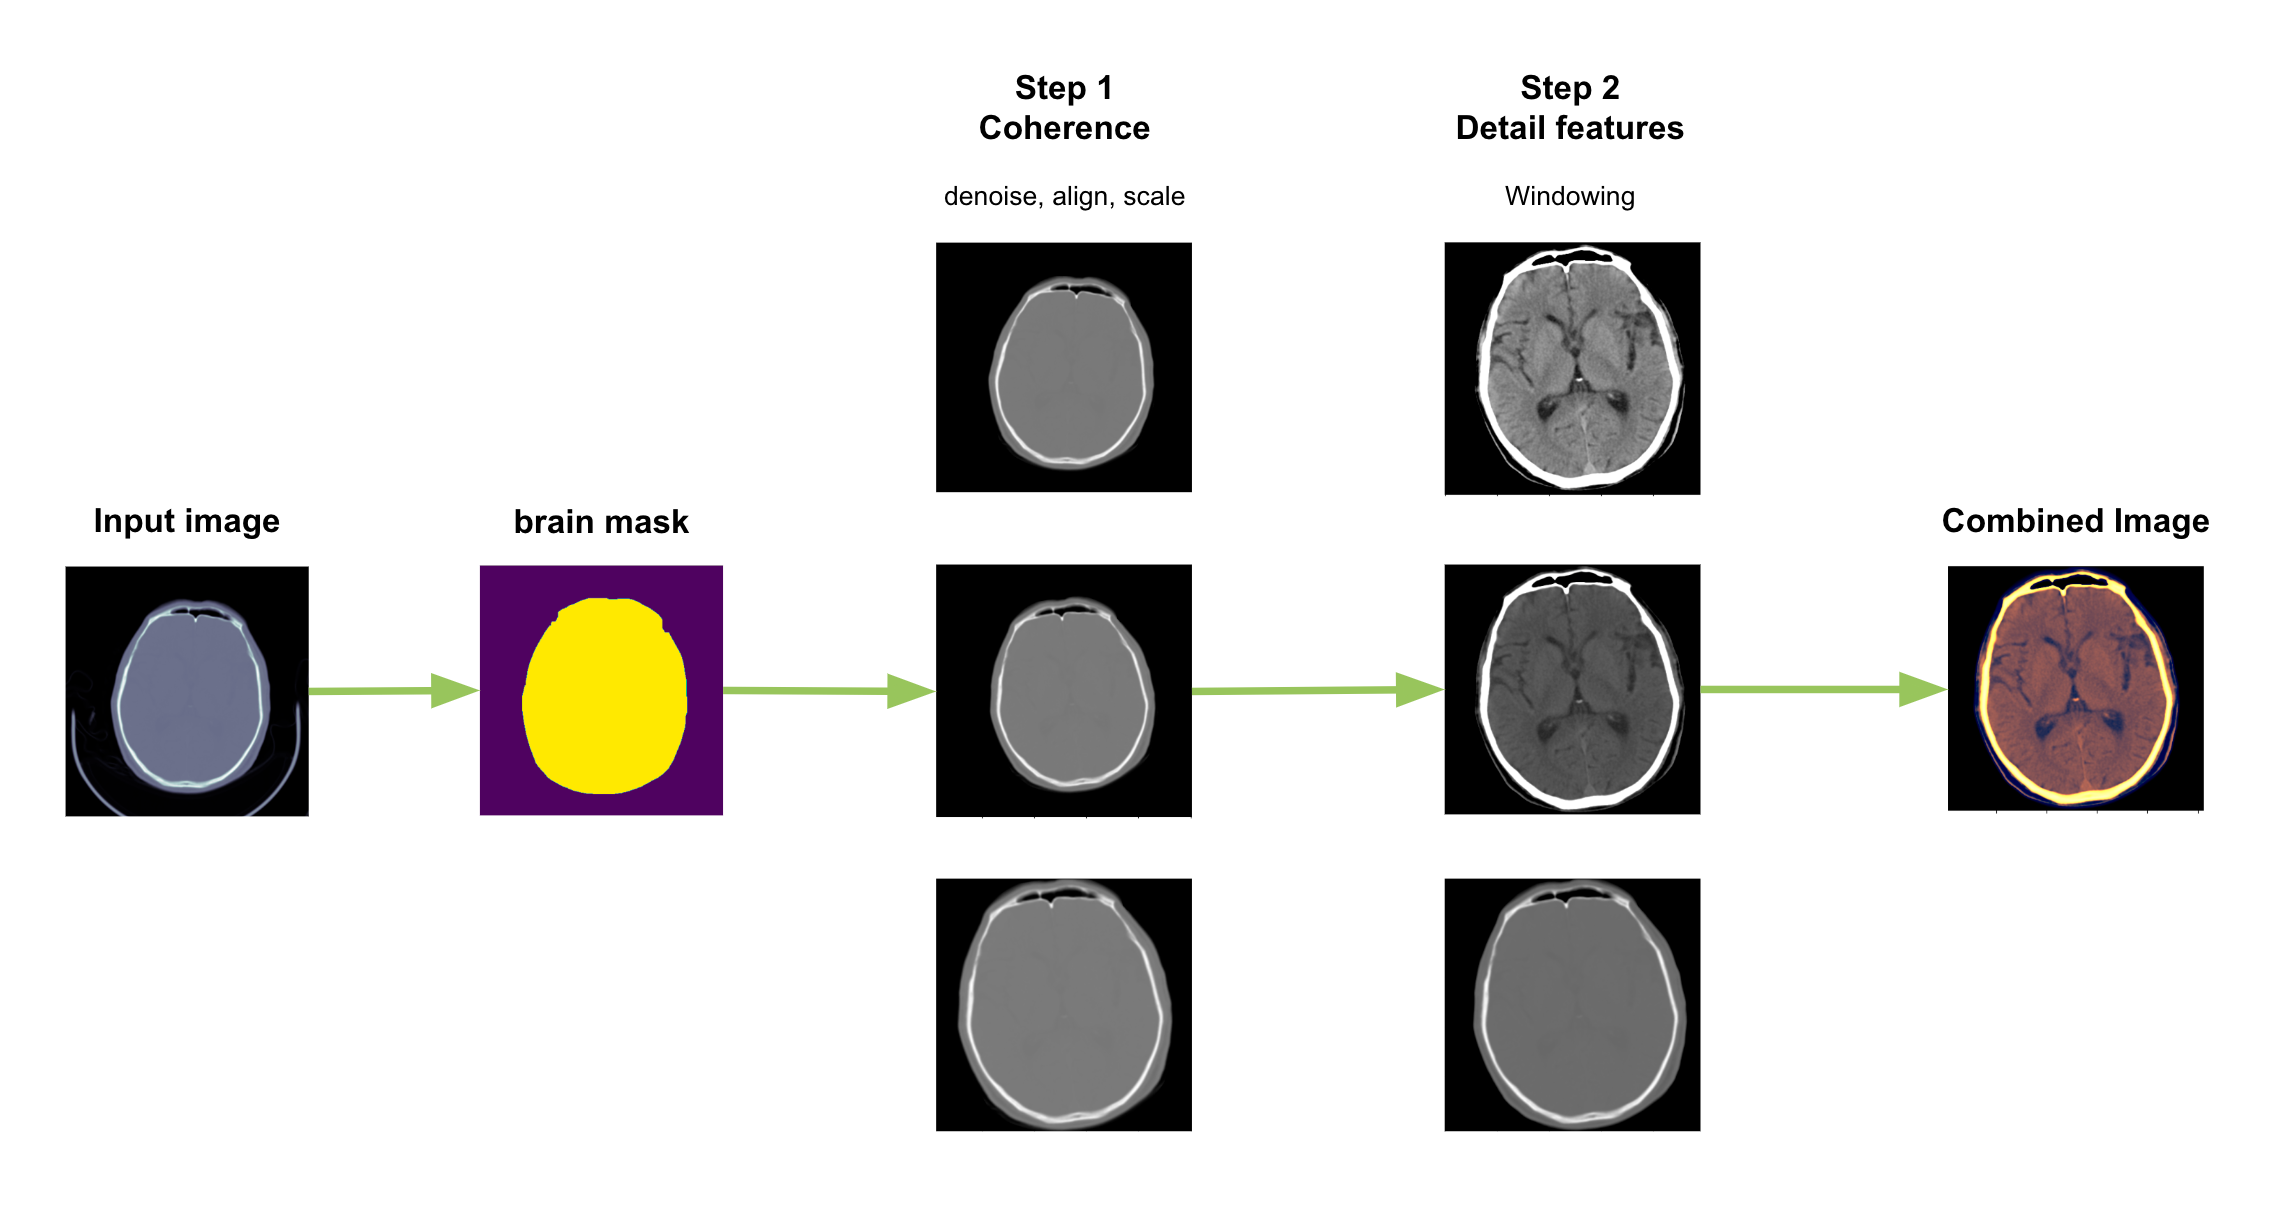 Step 1
Coherence
denoise, align, scale
Step 2
Detail features
Windowing
Input image
brain mask
Combined Image